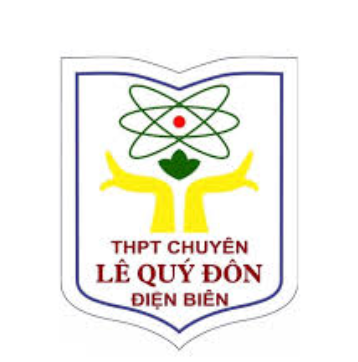 THPT CHUYÊN
LÊ QUÝ ĐÔN
ĐIỆN BIÊN